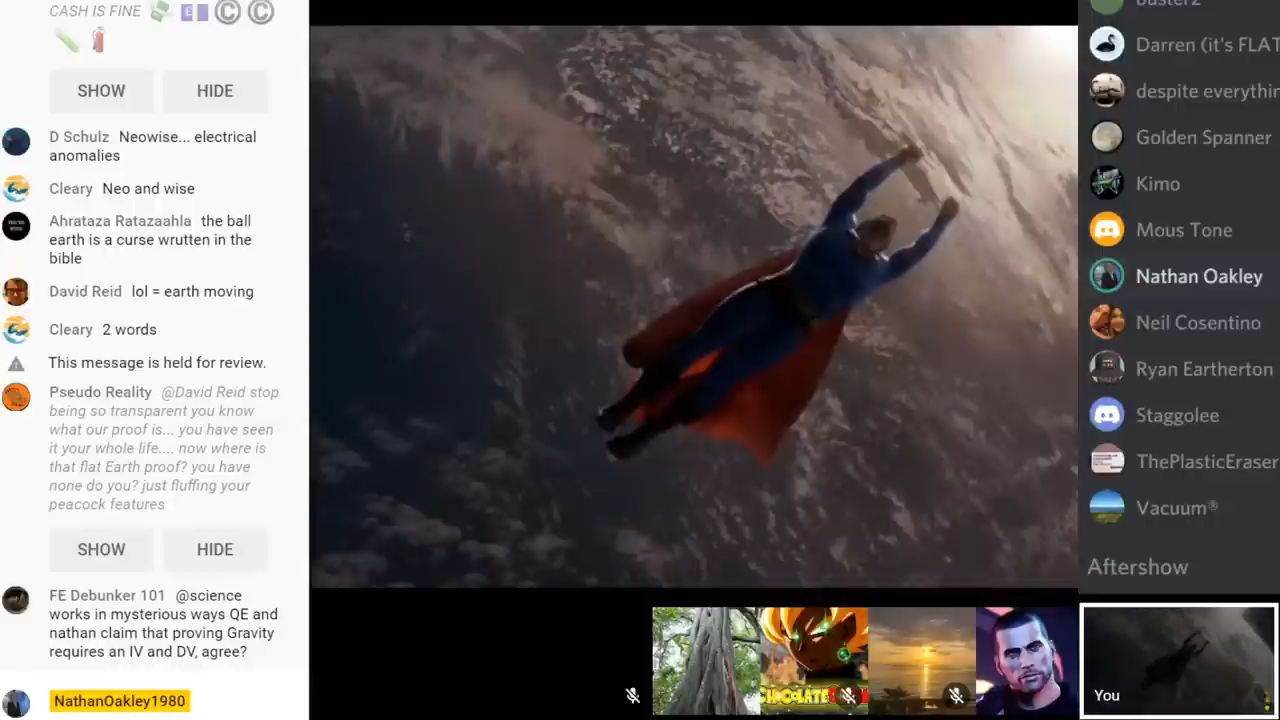 CASH IS FINE
SHOW HIDE
D Schulz Neowise... electrical
anomalies
Cleary Neo and wise
Ahrataza Ratazaahla the ball
earth is a curse wrutten in the
bible
David Reid lol = earth moving
Cleary 2 words
This message is held for review.
Pseudo Reality @David Reid stop
being so transparent you know
what our proof is... you have seen
it your whole life.... now where is
that flat Earth proof? you have
none do you? just fluffing your
peacock features
SHOW HIDE
FE Debunker 101 @science
works in mysterious ways QE and
nathan claim that proving Gravity
requires an IV and DV, agree?
NathanOakley1980
Darren (it's FLAT
despite everythin
Golden Spanner
Kimo
Mous Tone
Nathan Oakley
Neil Cosentino
Ryan Eartherton
Staggolee
ThePlasticEraser
Vacuum®
Aftershow
You